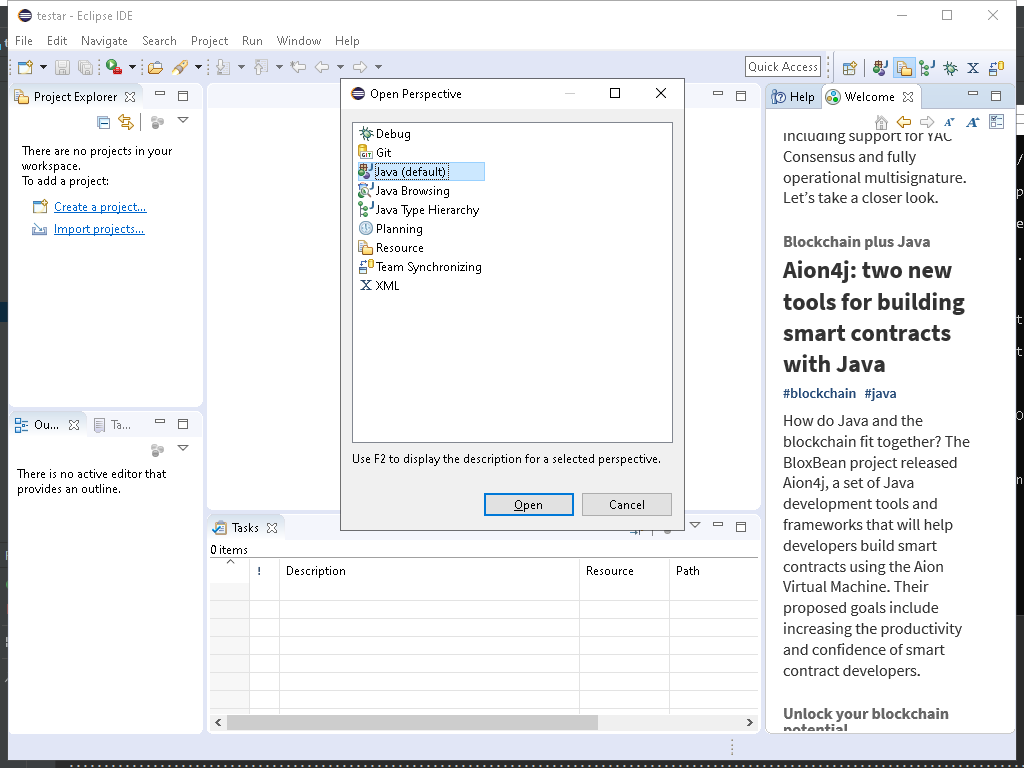 testar - Eclipse IDE
File Edit Navigate Search Project Run Window Help
Quick Access
Project Explorer
There are no projects in your
workspace.
To add a project:
Create a project...
Import projects...
Ou...
Ta...
There is no active editor that
provides an outline.
Open Perspective
Debug
Git
Java (default)
Java Browsing
Java Type Hierarchy
Planning
Resource
Team Synchronizing
XML
Use F2 to display the description for a selected perspective.
Open
Cancel
Tasks
0 items
! Description Resource Path
Help
Welcome
including support for YAC
Consensus and fully
operational multisignature.
Let’s take a closer look.
Blockchain plus Java
Aion4j: two new
tools for building
smart contracts
with Java
#blockchain #java
How do Java and the
blockchain fit together? The
BloxBean project released
Aion4j, a set of Java
development tools and
frameworks that will help
developers build smart
contracts using the Aion
Virtual Machine. Their
proposed goals include
increasing the productivity
and confidence of smart
contract developers.
Unlock your blockchain
potential